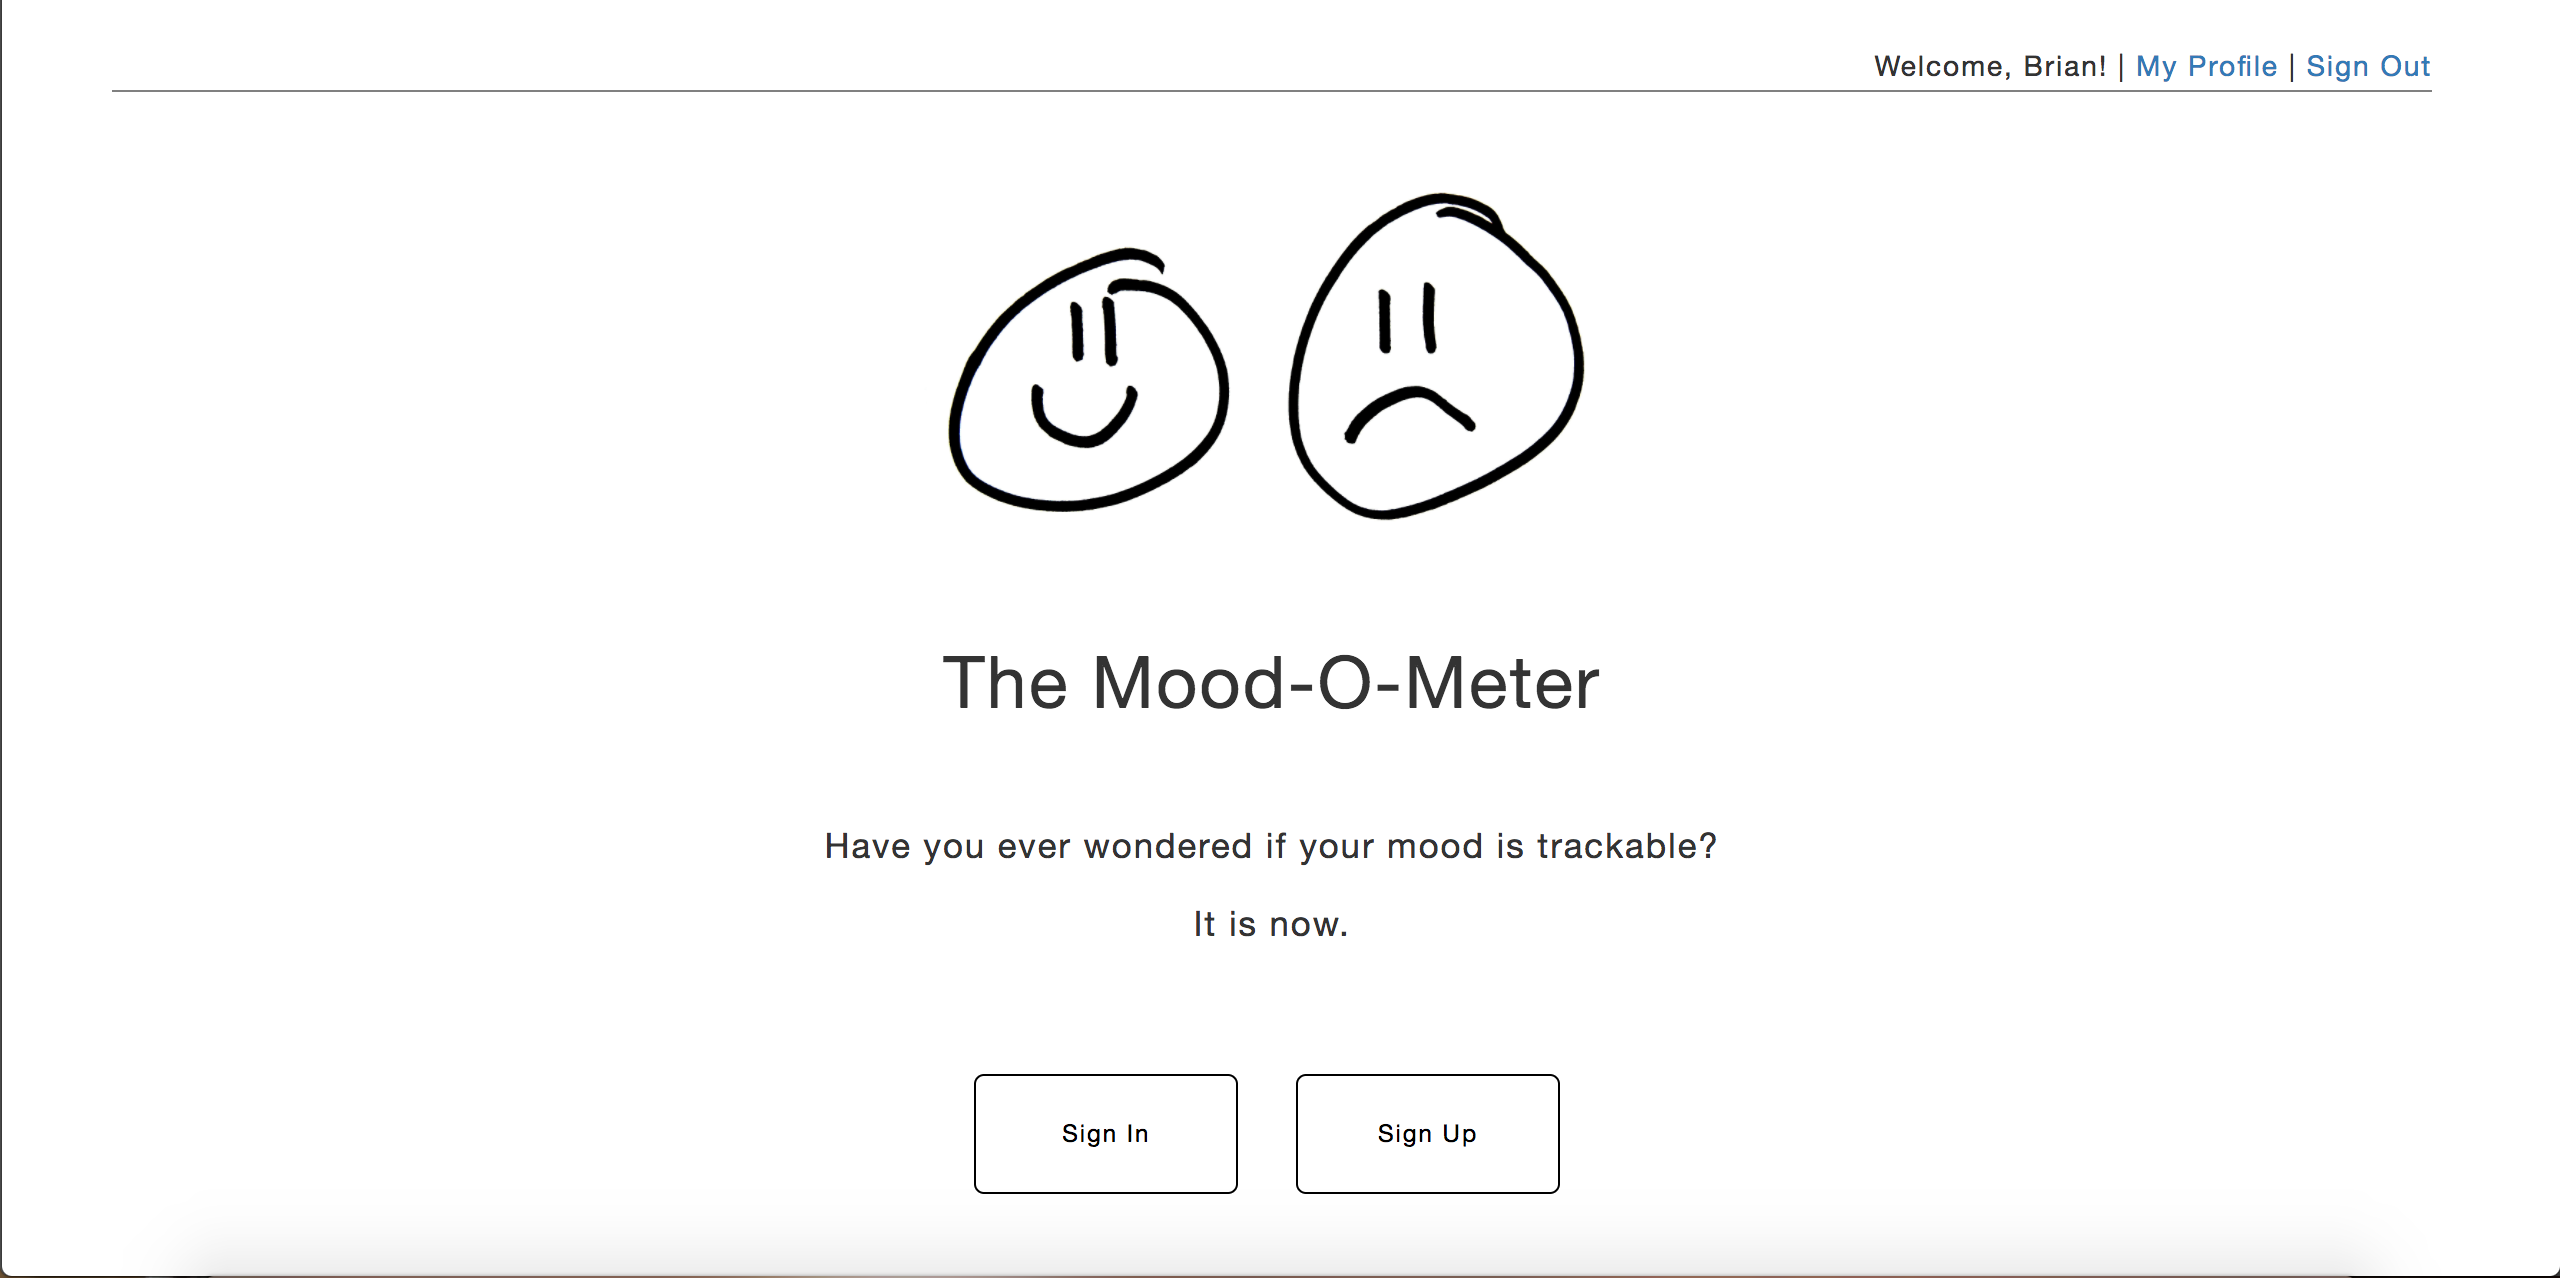 Welcome, Brian! | My Profile | Sign Out
The Mood-O-Meter
Have you ever wondered if your mood is trackable?
It is now.
Sign In
Sign Up